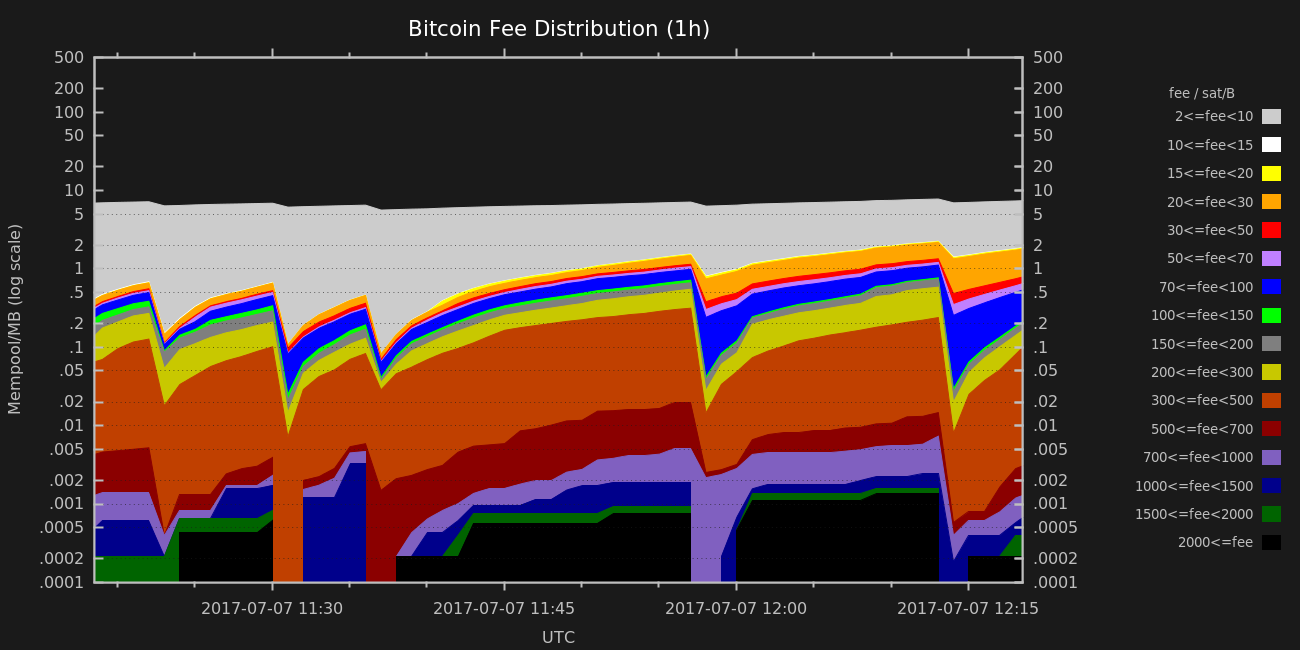 Bitcoin Fee Distribution (1h)
500
200
100
50
20
10
5
2
1
.5
.2
.1
.05
.02
.01
.005
.002
.001
.0005
.0002
.0001
Mempool/MB (log scale)
500
200
100
50
20
10
5
2
1
.5
.2
.1
.05
.02
.01
.005
.002
.001
.0005
.0002
.0001
2017-07-07 11:30
2017-07-07 11:45
2017-07-07 12:00
2017-07-07 12:15
UTC
fee / sat/B
2<=fee<10
10<=fee<15
15<=fee<20
20<=fee<30
30<=fee<50
50<=fee<70
70<=fee<100
100<=fee<150
150<=fee<200
200<=fee<300
300<=fee<500
500<=fee<700
700<=fee<1000
1000<=fee<1500
1500<=fee<2000
2000<=fee